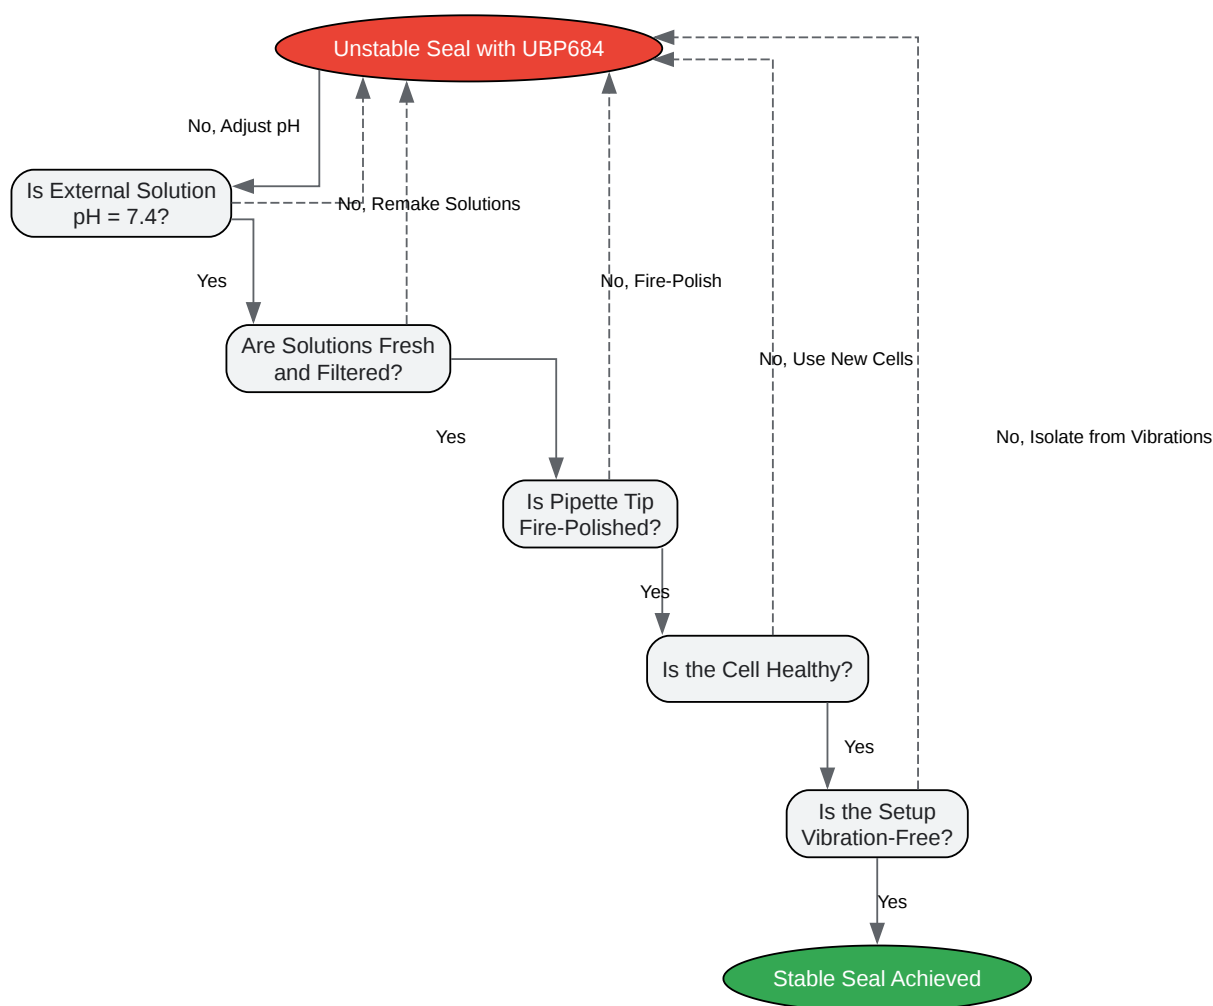 Unstable Seal with UBP684
No, Adjust pH
Is External Solution
pH = 7.4?
No, Remake Solutions
Yes
No, Fire-Polish
Are Solutions Fresh
and Filtered?
No, Use New Cells
Yes
No, Isolate from Vibrations
Is Pipette Tip
Fire-Polished?
Yes
Is the Cell Healthy?
Yes
Is the Setup
Vibration-Free?
Yes
Stable Seal Achieved